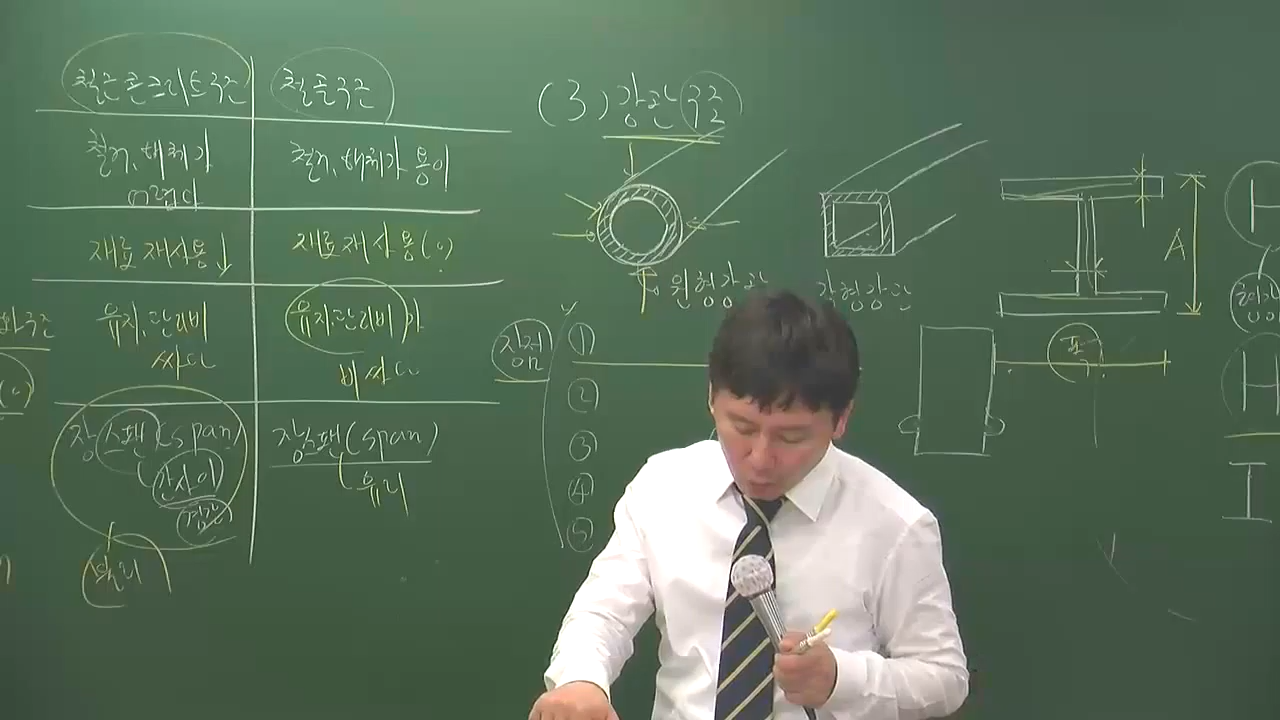 철근콘크리트구조
철골구조
철거, 해체가
어렵다
철거, 해체가 용이
재료 재사용↓
재료 재사용(o)
유지.관리비
싸다
유지관리비가
비싸다
장스팬(span)
간사이
불리
장스팬(span)
유리
(3) 강관구조
원형강관
각형강관
장점
①
②
③
④
⑤
A
폭
H
H
I